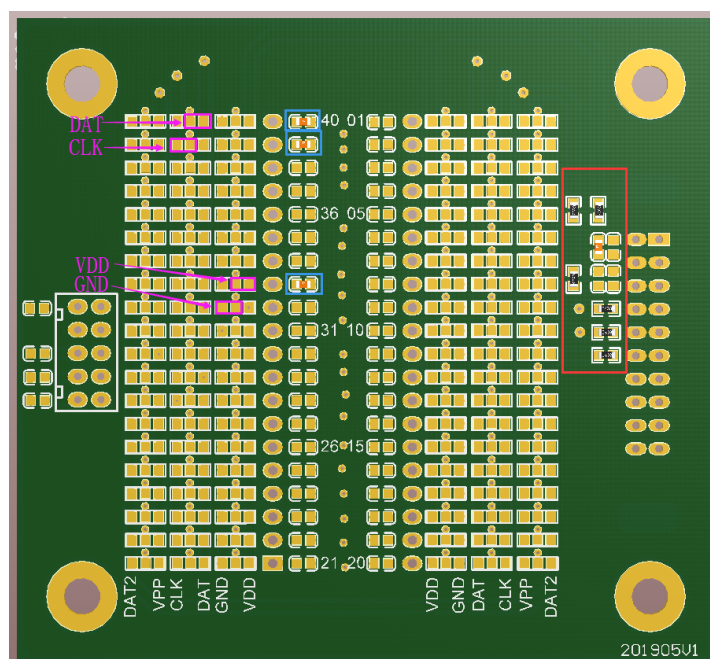 DAT
CLK
VDD
GND
40 01
36 05
31 10
26 15
21 20
DAT2
VPP
CLK
DAT
GND
VDD
VDD
GND
DAT
CLK
VPP
DAT2
201905V1